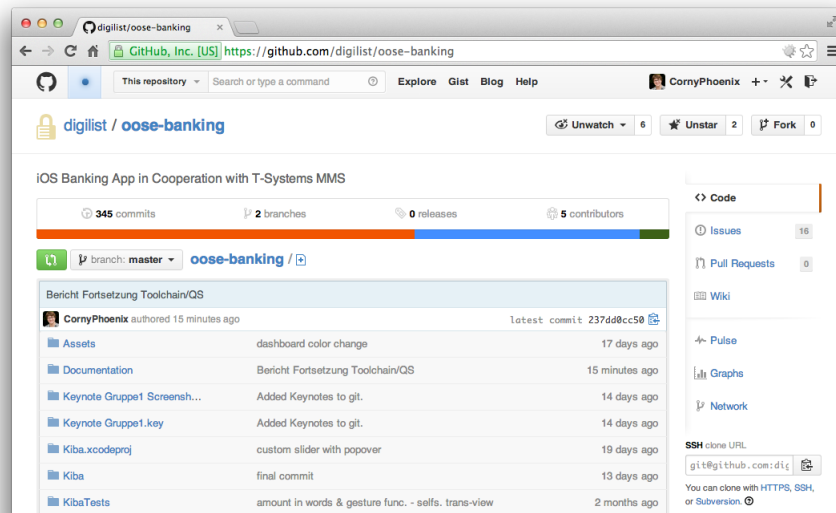 digilist/oose-banking
GitHub, Inc. [US] https://github.com/digilist/oose-banking
This repository Search or type a command Explore Gist Blog Help CornyPhoenix
digilist / oose-banking Unwatch 6 Unstar 2 Fork 0
iOS Banking App in Cooperation with T-Systems MMS
345 commits 2 branches 0 releases 5 contributors
branch: master oose-banking /
Bericht Fortsetzung Toolchain/QS
CornyPhoenix authored 15 minutes ago latest commit 237dd0cc50
Assets dashboard color change 17 days ago
Documentation Bericht Fortsetzung Toolchain/QS 15 minutes ago
Keynote Gruppe1 Screensh... Added Keynotes to git. 14 days ago
Keynote Gruppe1.key Added Keynotes to git. 14 days ago
Kiba.xcodeproj custom slider with popover 19 days ago
Kiba final commit 13 days ago
KibaTests amount in words & gesture func. - selfs. trans-view 2 months ago
Code
Issues 16
Pull Requests 0
Wiki
Pulse
Graphs
Network
SSH clone URL
git@github.com:dig
You can clone with HTTPS, SSH,
or Subversion.